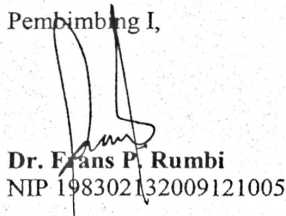 Pembimbing I,
Dr. Frans P. Rumbi
NIP 198302132009121005